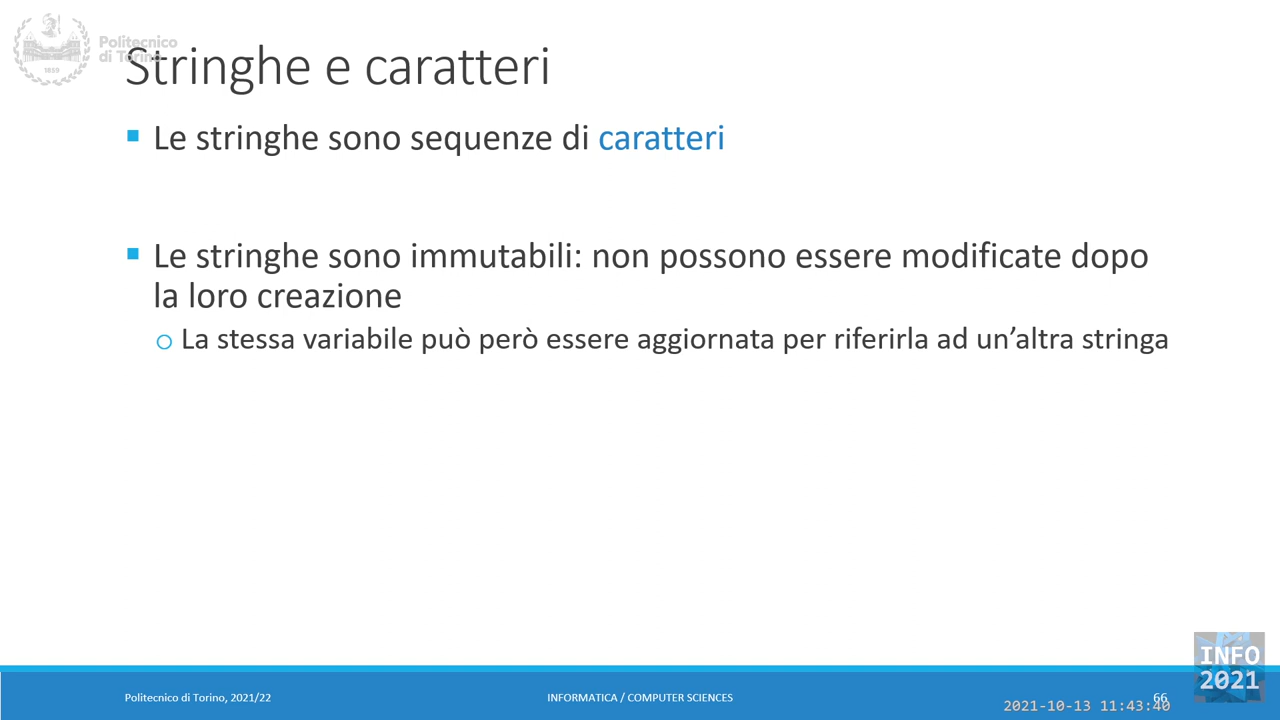 Politecnico
di Torino
1859
Stringhe e caratteri
Le stringhe sono sequenze di caratteri
Le stringhe sono immutabili: non possono essere modificate dopo
la loro creazione
La stessa variabile può però essere aggiornata per riferirla ad un’altra stringa
INFO
2021
Politecnico di Torino, 2021/22
INFORMATICA / COMPUTER SCIENCES
66
2021-10-13 11:43:40